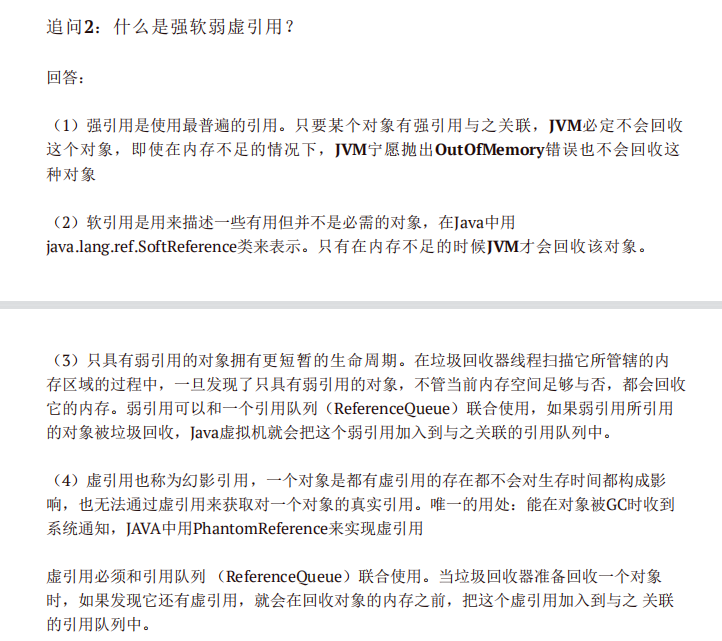 追问2：什么是强软弱虚引用？
回答：
（1）强引用是使用最普遍的引用。只要某个对象有强引用与之关联，JVM必定不会回收
这个对象，即使在内存不足的情况下，JVM宁愿抛出OutOfMemory错误也不会回收这
种对象
（2）软引用是用来描述一些有用但并不是必需的对象，在Java中用
java.lang.ref.SoftReference类来表示。只有在内存不足的时候JVM才会回收该对象。
（3）只具有弱引用的对象拥有更短暂的生命周期。在垃圾回收器线程扫描它所管辖的内
存区域的过程中，一旦发现了只具有弱引用的对象，不管当前内存空间足够与否，都会回收
它的内存。弱引用可以和一个引用队列（ReferenceQueue）联合使用，如果弱引用所引用
的对象被垃圾回收，Java虚拟机就会把这个弱引用加入到与之关联的引用队列中。
（4）虚引用也称为幻影引用，一个对象是都有虚引用的存在都不会对生存时间都构成影
响，也无法通过虚引用来获取对一个对象的真实引用。唯一的用处：能在对象被GC时收到
系统通知，JAVA中用PhantomReference来实现虚引用
虚引用必须和引用队列 （ReferenceQueue）联合使用。当垃圾回收器准备回收一个对象
时，如果发现它还有虚引用，就会在回收对象的内存之前，把这个虚引用加入到与之 关联
的引用队列中。